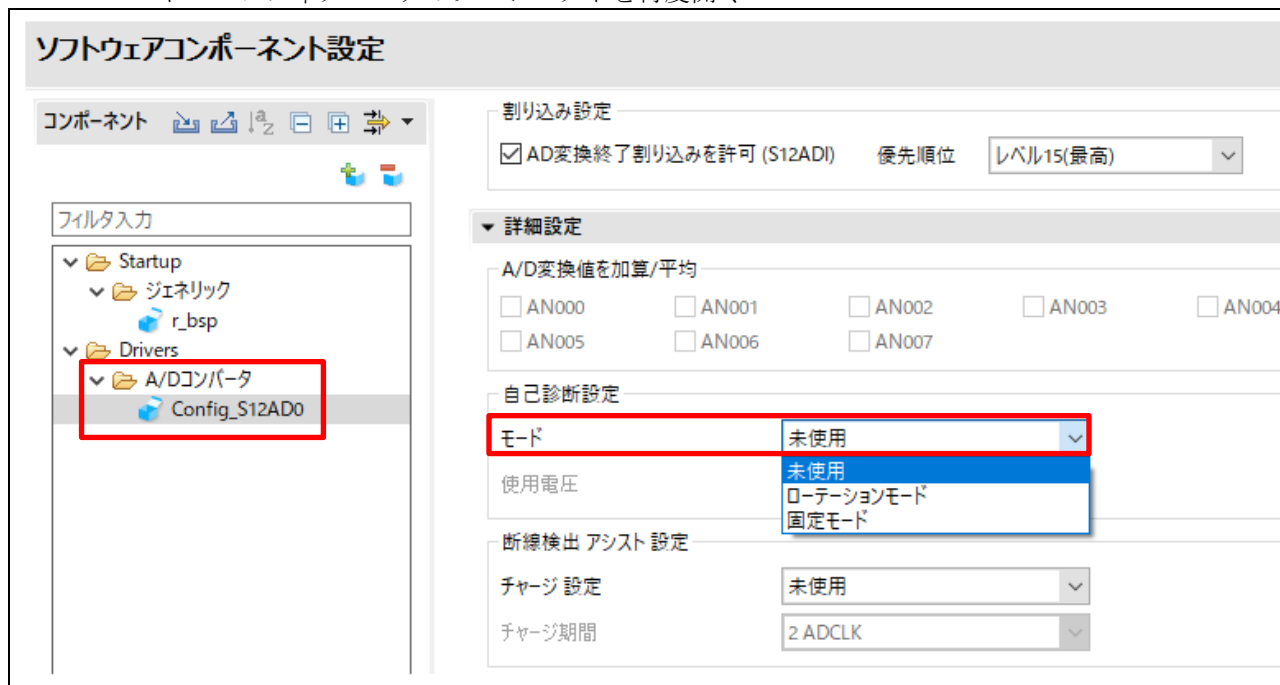 ソフトウェアコンポーネント設定
コンポーネント
フィルタ入力
Startup
ジェネリック
r_bsp
Drivers
A/Dコンバータ
Config_S12AD0
割り込み設定
AD変換終了割り込みを許可 (S12ADI) 優先順位 レベル15(最高)
詳細設定
A/D変換値を加算/平均
AN000 AN001 AN002 AN003 AN004
AN005 AN006 AN007
自己診断設定
モード 未使用
使用電圧
未使用
ローテーションモード
固定モード
断線検出 アシスト 設定
チャージ 設定 未使用
チャージ期間 2 ADCLK